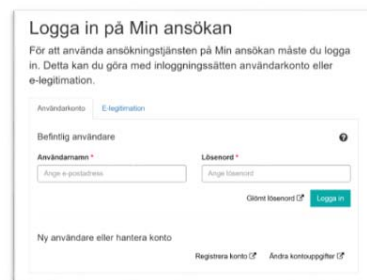 Logga in på Min ansökan
För att använda ansökningstjänsten på Min ansökan måste du logga
in. Detta kan du göra med inloggningssätten användarkonto eller
e-legitimation.
Användarkonto E-legitimation
Befintlig användare
Användarnamn * Lösenord *
Ange e-postadress Ange lösenord
Glömt lösenord Logga in
Ny användare eller hantera konto
Registrera konto Ändra kontouppgifter